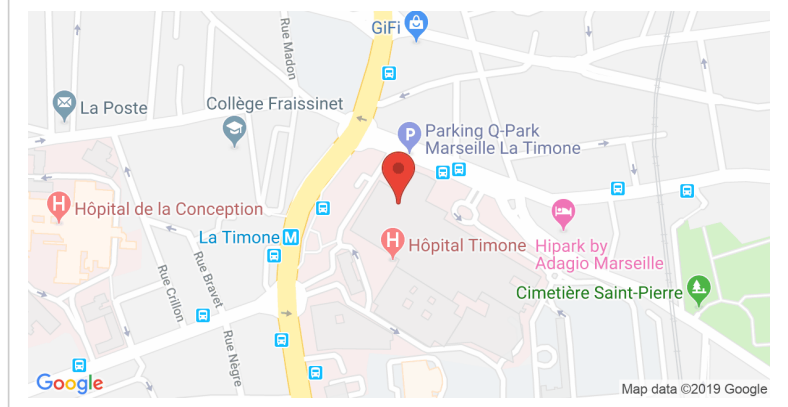 GiFi
Rue Madon
La Poste
Collège Fraissinet
P
Parking Q-Park
Marseille La Timone
H
Hôpital de la Conception
La Timone
M
H
Hôpital Timone
Hipark by
Adagio Marseille
Cimetière Saint-Pierre
Rue Crillon
Rue Bravet
Rue Nègre
Google
Map data ©2019 Google